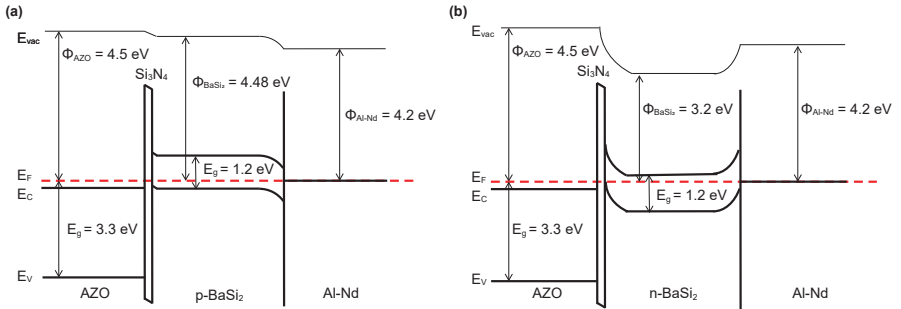 (a)
E_vac
Φ_AZO = 4.5 eV
Si₃N₄
Φ_BaSi₂ = 4.48 eV
Φ_Al-Nd = 4.2 eV
E_F
E_g = 1.2 eV
E_C
E_g = 3.3 eV
E_V
AZO
p-BaSi₂
Al-Nd
(b)
E_vac
Φ_AZO = 4.5 eV
Si₃N₄
Φ_BaSi₂ = 3.2 eV
Φ_Al-Nd = 4.2 eV
E_F
E_C
E_g = 1.2 eV
E_g = 3.3 eV
E_V
AZO
n-BaSi₂
Al-Nd